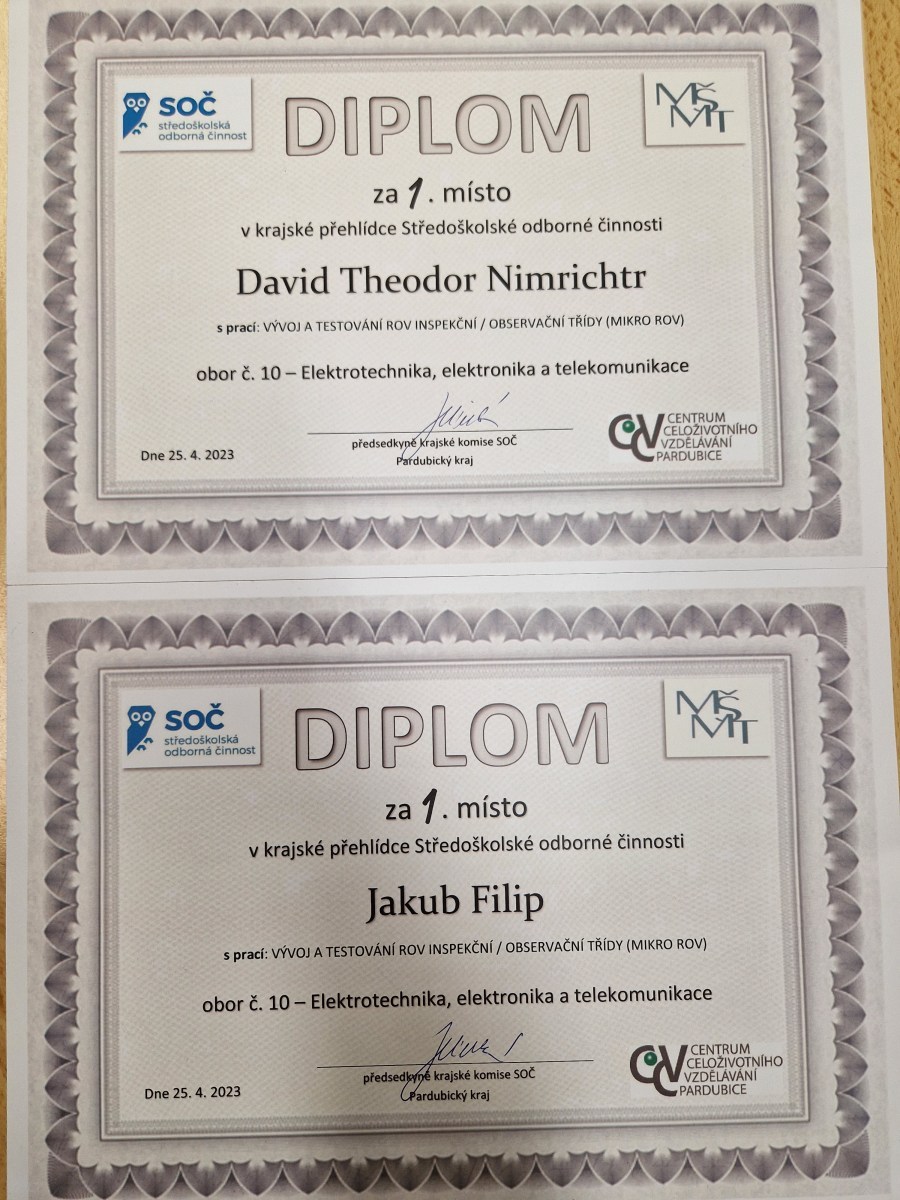 SOČ
středoškolská
odborná činnost
DIPLOM
MŠMT
za 1. místo
v krajské přehlídce Středoškolské odborné činnosti
David Theodor Nimrichtr
s prací: VÝVOJ A TESTOVÁNÍ ROV INSPEKČNÍ / OBSERVAČNÍ TŘÍDY (MIKRO ROV)
obor č. 10 – Elektrotechnika, elektronika a telekomunikace
předsedkyně krajské komise SOČ
Pardubický kraj
Dne 25. 4. 2023
CCV
CENTRUM
CELOŽIVOTNÍHO
VZDĚLÁVÁNÍ
PARDUBICE
SOČ
středoškolská
odborná činnost
DIPLOM
MŠMT
za 1. místo
v krajské přehlídce Středoškolské odborné činnosti
Jakub Filip
s prací: VÝVOJ A TESTOVÁNÍ ROV INSPEKČNÍ / OBSERVAČNÍ TŘÍDY (MIKRO ROV)
obor č. 10 – Elektrotechnika, elektronika a telekomunikace
předsedkyně krajské komise SOČ
Pardubický kraj
Dne 25. 4. 2023
CCV
CENTRUM
CELOŽIVOTNÍHO
VZDĚLÁVÁNÍ
PARDUBICE